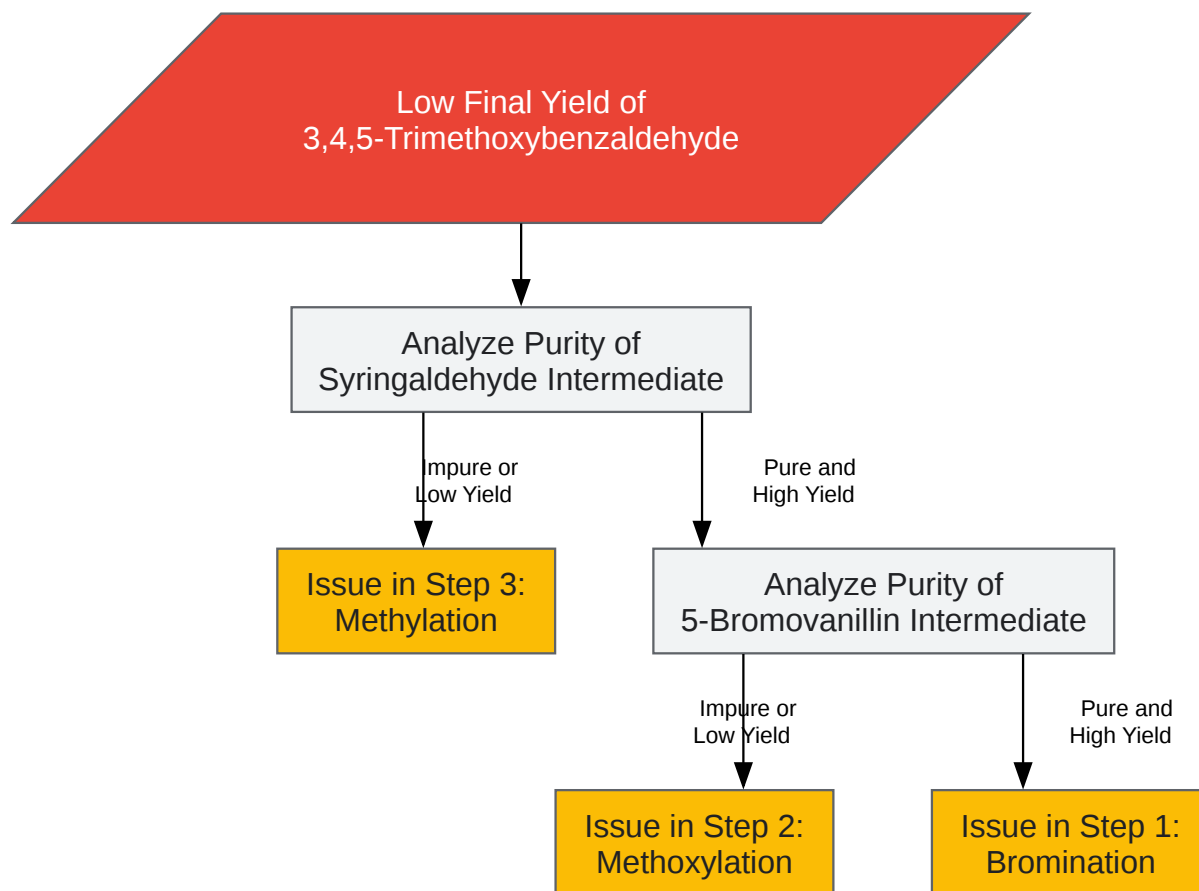 Low Final Yield of
3,4,5-Trimethoxybenzaldehyde
Analyze Purity of
Syringaldehyde Intermediate
Impure or
Low Yield
Pure and
High Yield
Issue in Step 3:
Methylation
Analyze Purity of
5-Bromovanillin Intermediate
Impure or
Low Yield
Pure and
High Yield
Issue in Step 2:
Methoxylation
Issue in Step 1:
Bromination